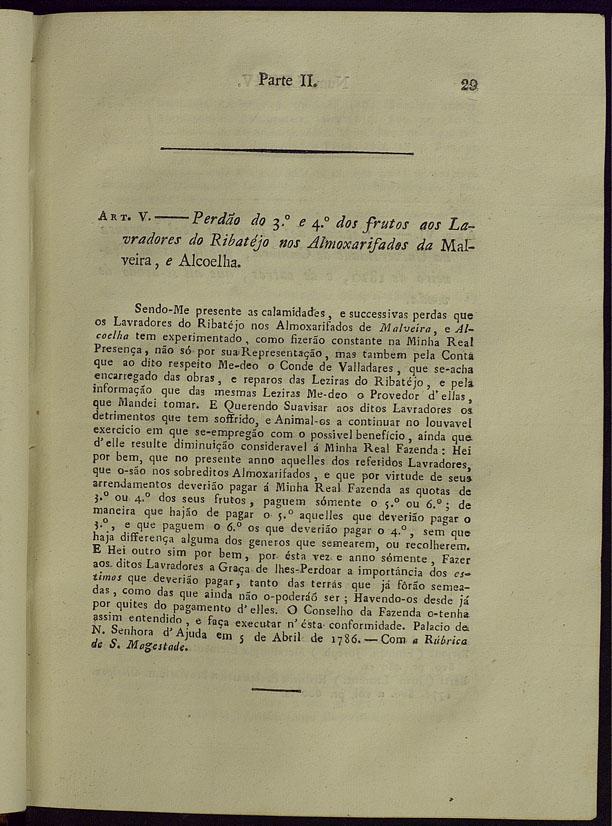 Parte II.
29
Art. V. — Perdão do 3.º e 4.º dos frutos aos La-
vradores do Ribatéjo nos Almoxarifados da Mal-
veira, e Alcoelha.
Sendo-Me presente as calamidades, e successivas perdas que
os Lavradores do Ribatéjo nos Almoxarifados de Malveira, e Al-
coelha tem experimentado, como fizerão constante na Minha Real
Presença, não só por sua Representação, mas tambem pela Conta
que ao dito respeito Me-deo o Conde de Valladares, que se-acha
encarregado das obras, e reparos das Leziras do Ribatéjo, e pela
informação que das mesmas Leziras Me-deo o Provedor d'ellas,
que Mandei tomar. E Querendo Suavisar aos ditos Lavradores os
detrimentos que tem soffrido, e Animal-os a continuar no louvavel
exercicio em que se-empregão com o possivel beneficio, ainda que
d'elle resulte diminuição consideravel á Minha Real Fazenda: Hei
por bem, que no presente anno aquelles dos referidos Lavradores,
que o-são nos sobreditos Almoxarifados, e que por virtude de seus
arrendamentos deverião pagar á Minha Real Fazenda as quotas de
3.º ou 4.º dos seus frutos, paguem sómente o 5.º ou 6.º; de
maneira que hajão de pagar o 5.º aquelles que deverião pagar o
3.º, e que paguem o 6.º os que deverião pagar o 4.º, sem que
haja differença alguma dos generos que semearem, ou recolherem.
E Hei outro sim por bem, por ésta vez e anno sómente, Fazer
aos ditos Lavradores a Graça de lhes-Perdoar a importância dos es-
timos que deverião pagar, tanto das terras que já fôrão semea-
das, como das que ainda não o-poderáõ ser; Havendo-os desde já
por quites do pagamento d'elles. O Conselho da Fazenda o-tenha
assim entendido, e faça executar n'ésta conformidade. Palacio de
N. Senhora d'Ajuda em 5 de Abril de 1786. — Com a Rúbrica
de S. Magestade.